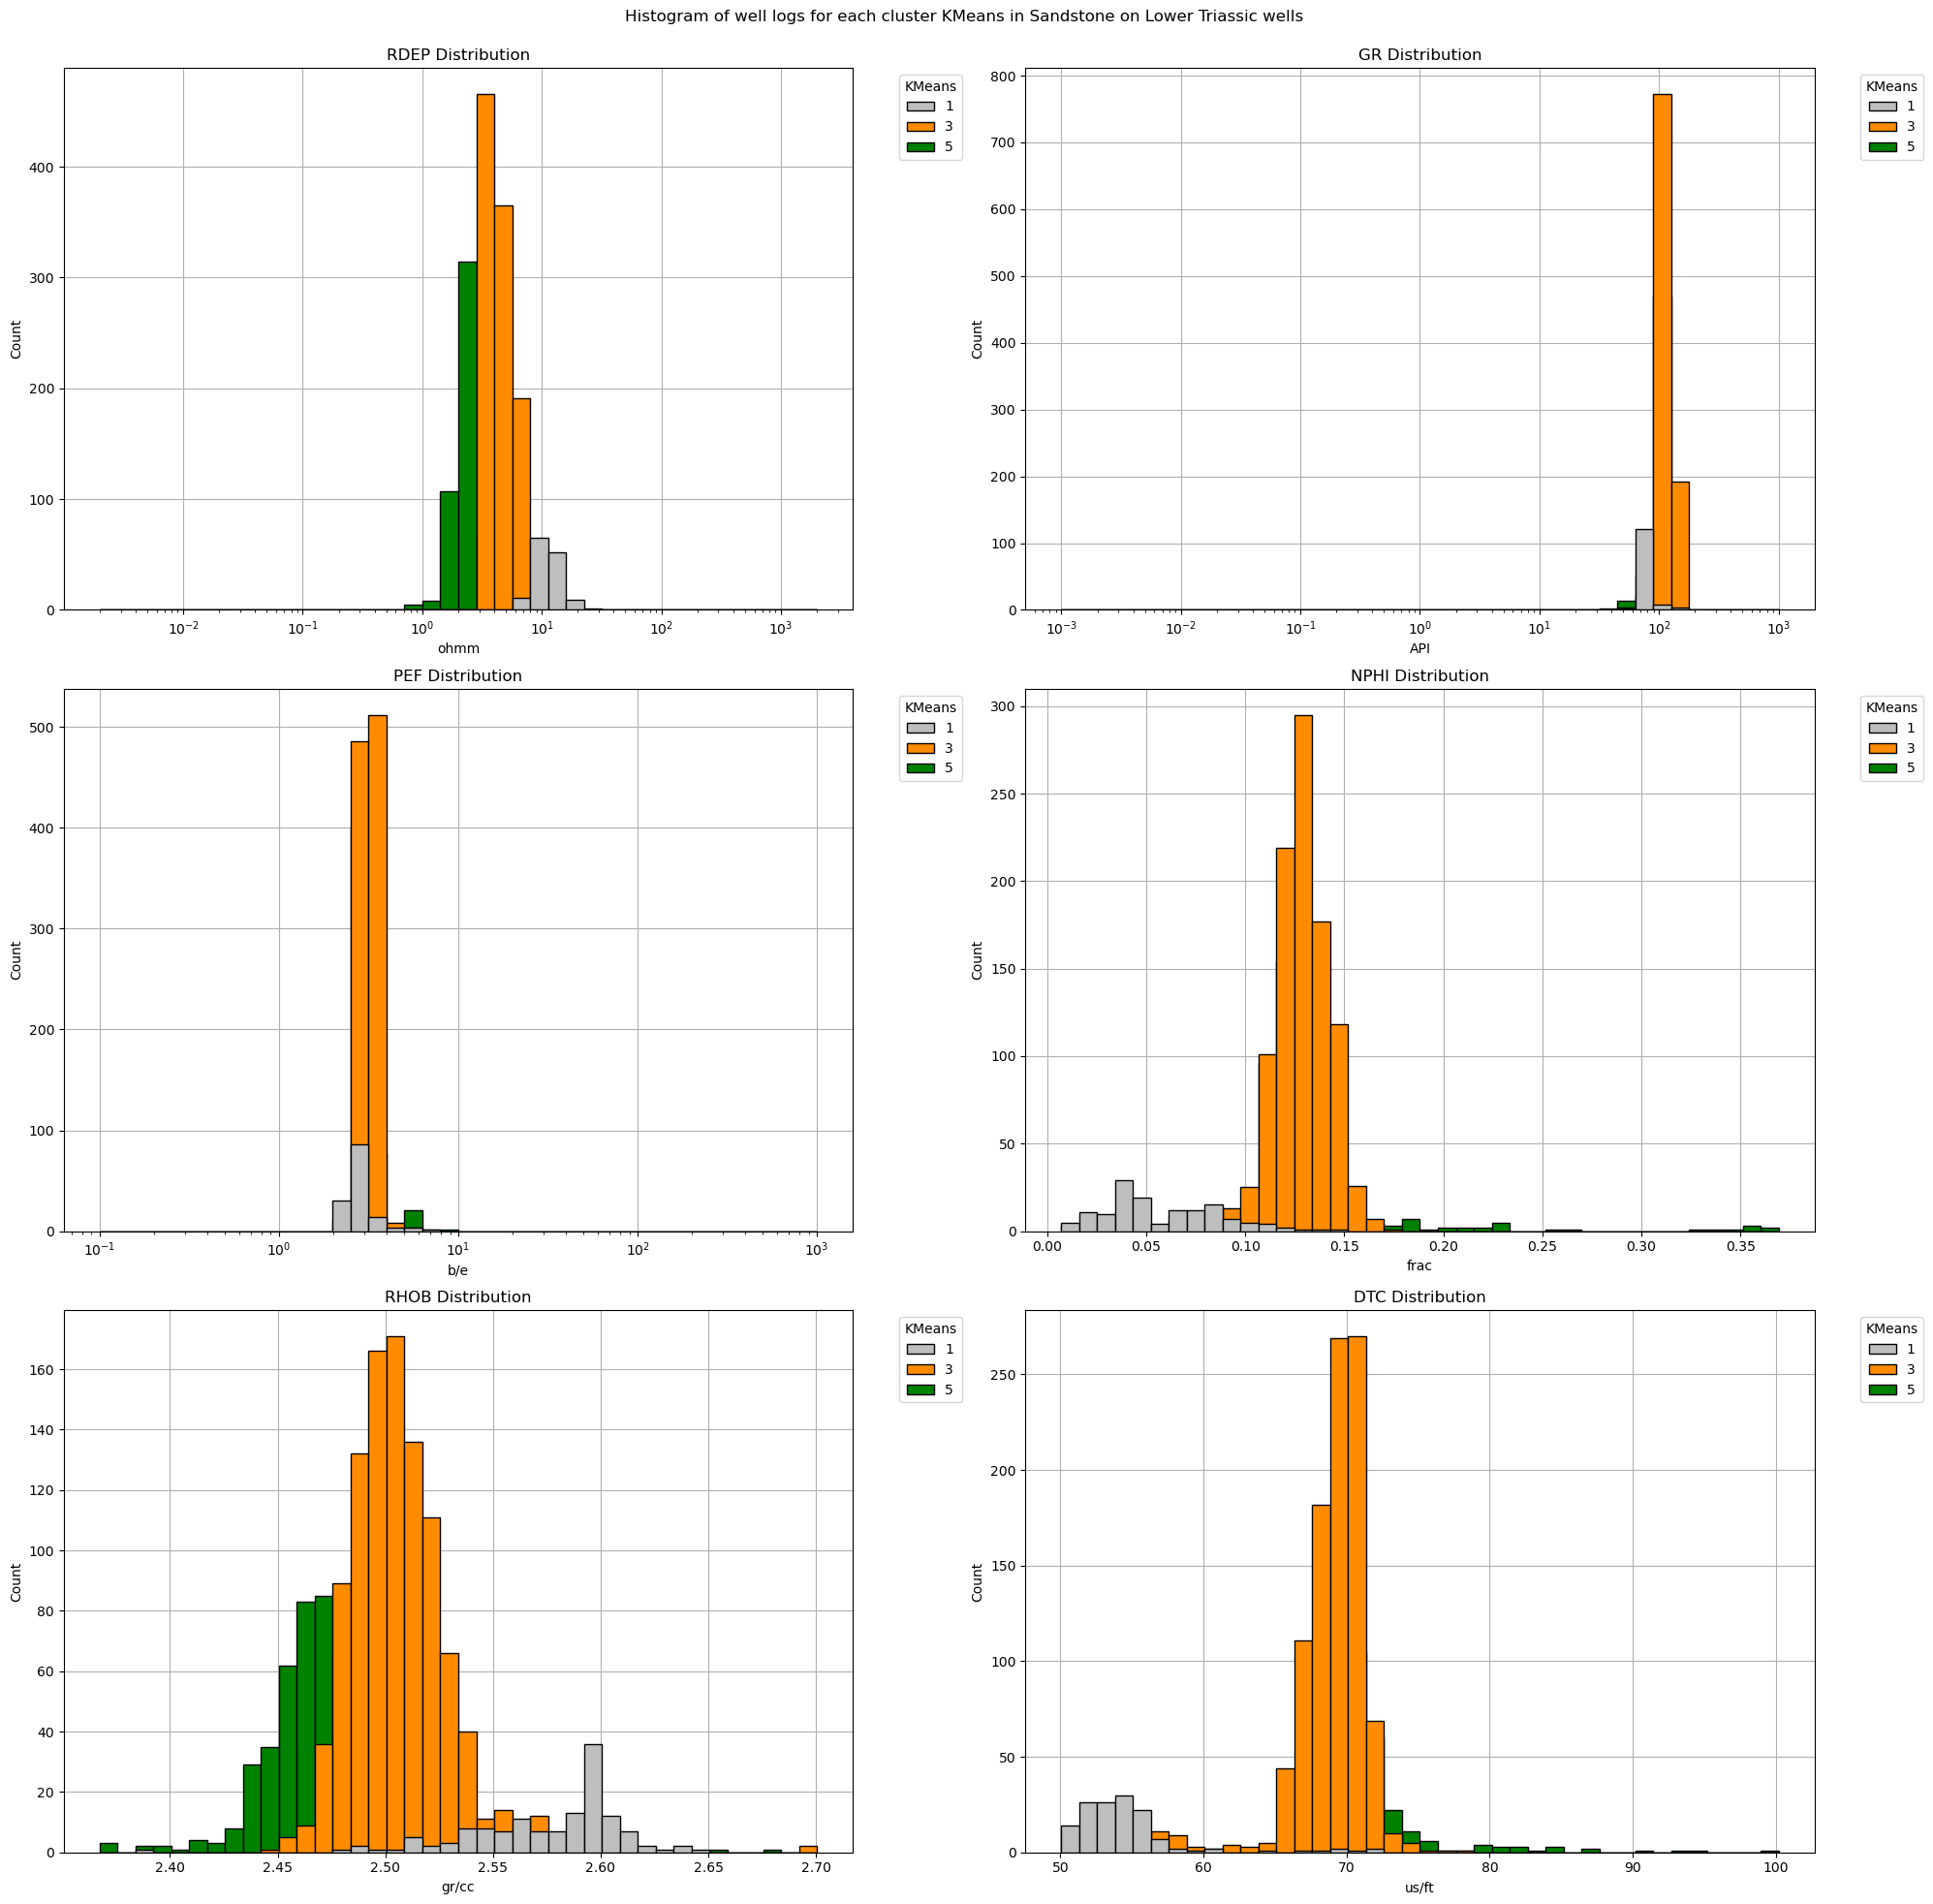 Histogram of well logs for each cluster KMeans in Sandstone on Lower Triassic wells
RDEP Distribution
Count
400
300
200
100
0
10⁻² 10⁻¹ 10⁰ 10¹ 10² 10³
ohmm
KMeans
1
3
5
GR Distribution
Count
800
700
600
500
400
300
200
100
0
10⁻³ 10⁻² 10⁻¹ 10⁰ 10¹ 10² 10³
API
KMeans
1
3
5
PEF Distribution
Count
500
400
300
200
100
0
10⁻¹ 10⁰ 10¹ 10² 10³
b/e
KMeans
1
3
5
NPHI Distribution
Count
300
250
200
150
100
50
0
0.00 0.05 0.10 0.15 0.20 0.25 0.30 0.35
frac
KMeans
1
3
5
RHOB Distribution
Count
160
140
120
100
80
60
40
20
0
2.40 2.45 2.50 2.55 2.60 2.65 2.70
gr/cc
KMeans
1
3
5
DTC Distribution
Count
250
200
150
100
50
0
50 60 70 80 90 100
us/ft
KMeans
1
3
5